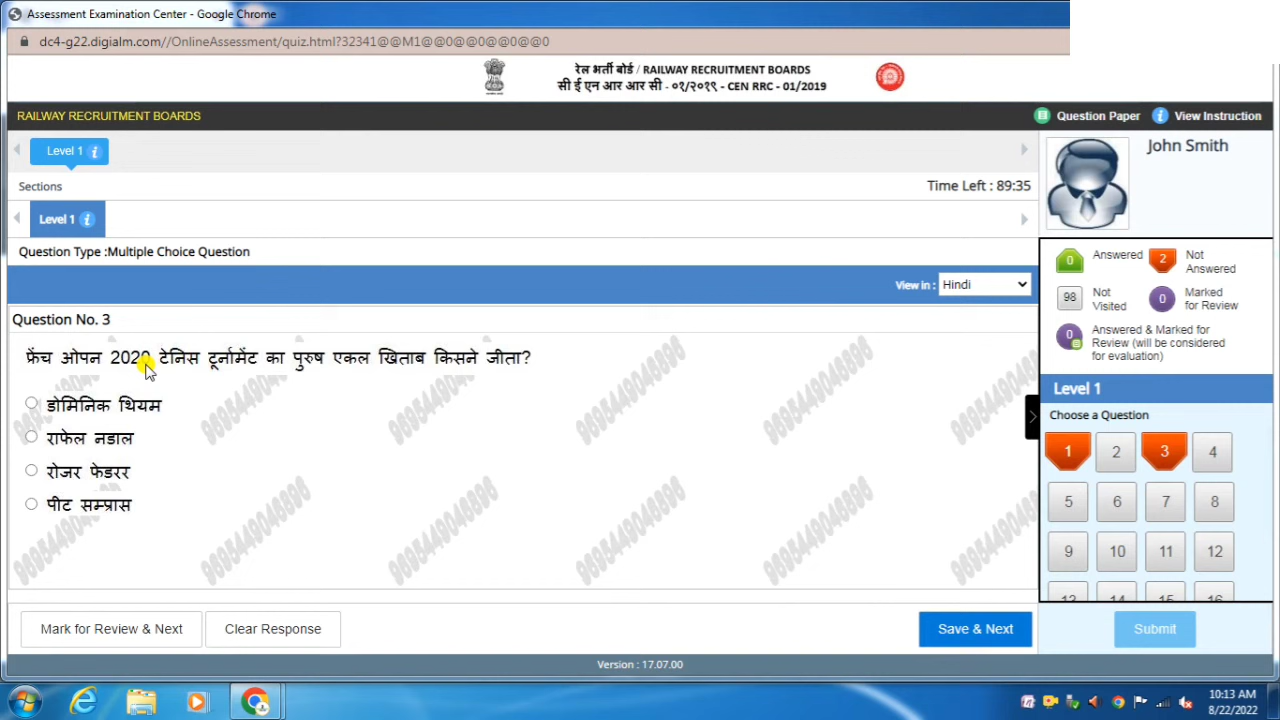 Assessment Examination Center - Google Chrome
dc4-g22.digialm.com//OnlineAssessment/quiz.html?32341@@M1@@0@@0@@0@@0
रेल भर्ती बोर्ड / RAILWAY RECRUITMENT BOARDS
सी ई एन आर आर सी - ०१/२०१९ - CEN RRC - 01/2019
RAILWAY RECRUITMENT BOARDS
Question Paper
View Instruction
Level 1
John Smith
Sections
Time Left : 89:35
Level 1
Question Type :Multiple Choice Question
0 Answered
2 Not Answered
98 Not Visited
0 Marked for Review
0 Answered & Marked for Review (will be considered for evaluation)
View in : Hindi
Question No. 3
फ्रेंच ओपन 2020 टेनिस टूर्नामेंट का पुरुष एकल खिताब किसने जीता?
डोमिनिक थियम
राफेल नडाल
रोजर फेडरर
पीट सम्प्रास
Level 1
Choose a Question
1 2 3 4
5 6 7 8
9 10 11 12
13 14 15 16
Mark for Review & Next
Clear Response
Save & Next
Submit
Version : 17.07.00
10:13 AM
8/22/2022